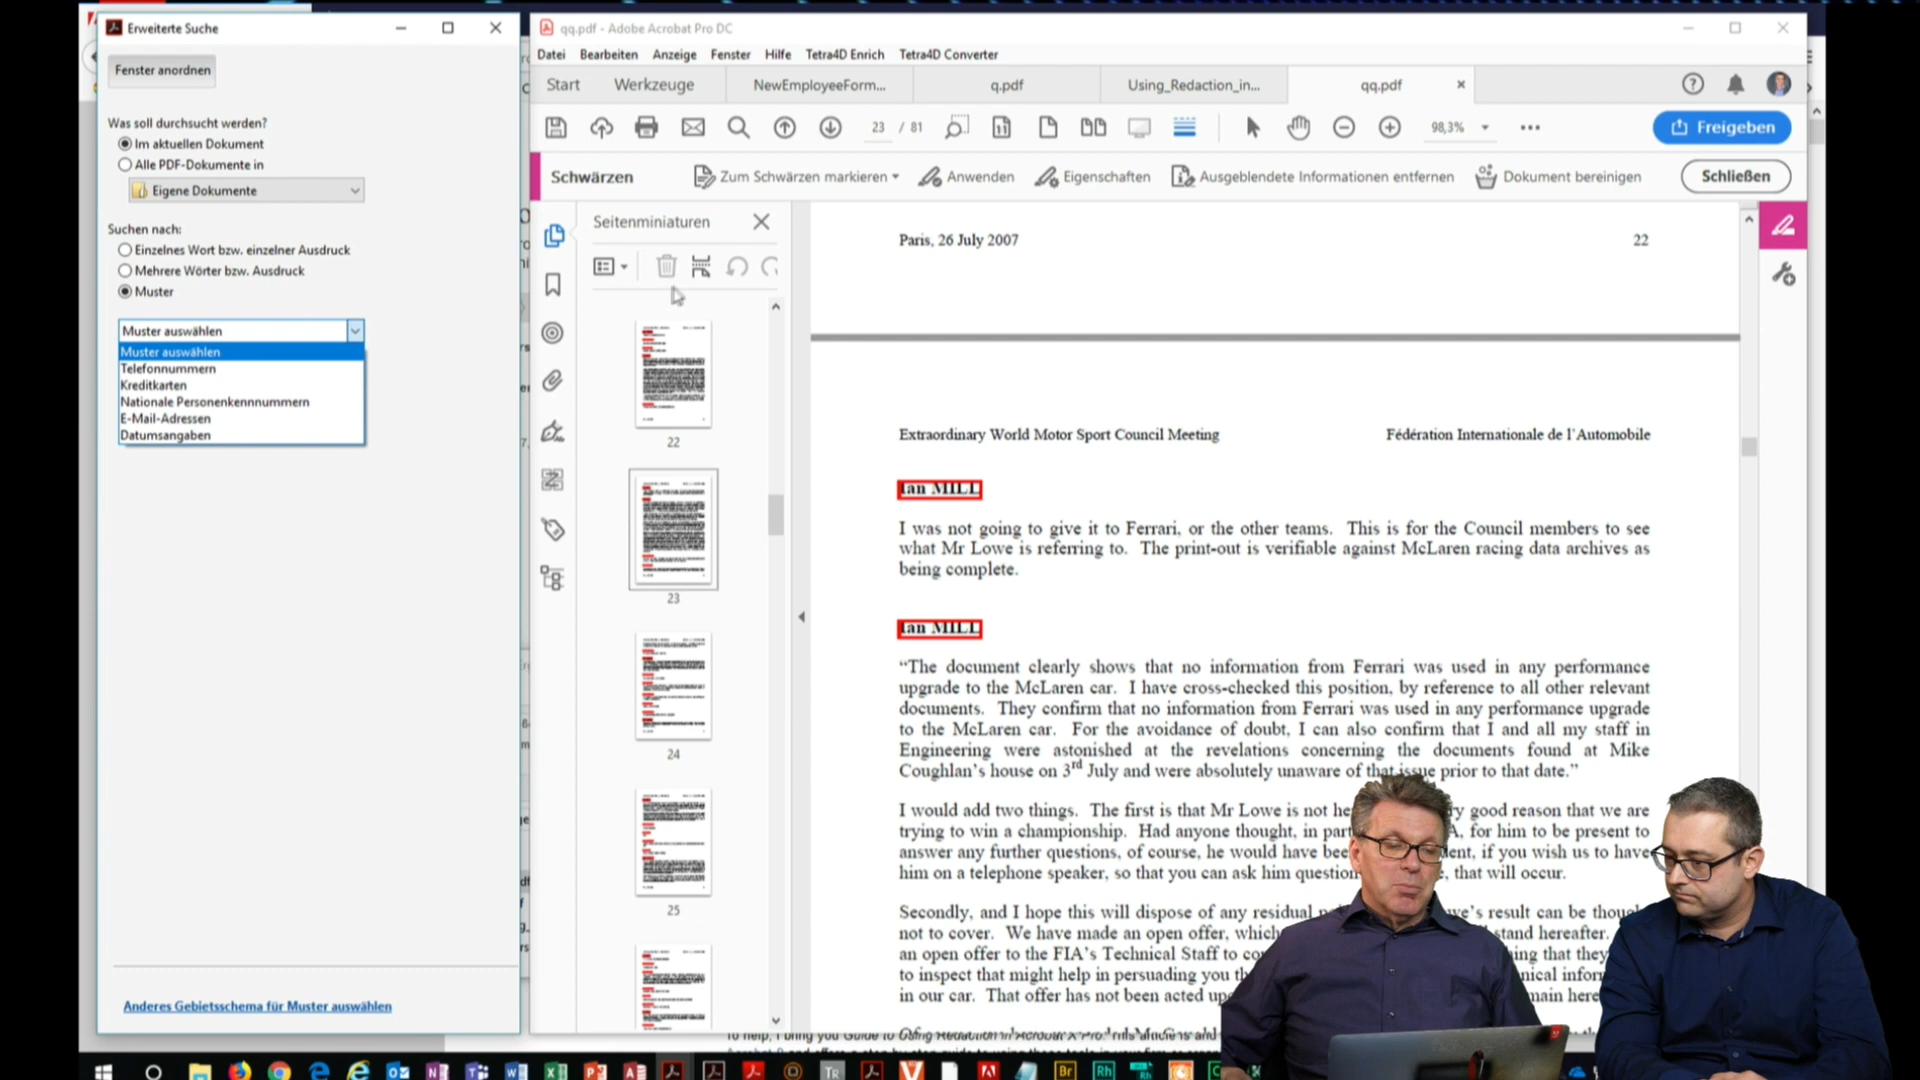 Erweiterte Suche
Fenster anordnen
Was soll durchsucht werden?
Im aktuellen Dokument
Alle PDF-Dokumente in
Eigene Dokumente
Suchen nach:
Einzelnes Wort bzw. einzelner Ausdruck
Mehrere Wörter bzw. Ausdruck
Muster
Muster auswählen
Muster auswählen
Telefonnummern
Kreditkarten
Nationale Personenkennnummern
E-Mail-Adressen
Datumsangaben
Anderes Gebietsschema für Muster auswählen
qq.pdf - Adobe Acrobat Pro DC
Datei Bearbeiten Anzeige Fenster Hilfe Tetra4D Enrich Tetra4D Converter
Start Werkzeuge NewEmployeeForm... q.pdf Using_Redaction_in... qq.pdf
23 / 81 98,3% Freigeben
Schwärzen Zum Schwärzen markieren Anwenden Eigenschaften Ausgeblendete Informationen entfernen Dokument bereinigen Schließen
Seitenminiaturen
22
23
24
25
Paris, 26 July 2007 22
Extraordinary World Motor Sport Council Meeting Fédération Internationale de l'Automobile
Ian MILL
I was not going to give it to Ferrari, or the other teams. This is for the Council members to see
what Mr Lowe is referring to. The print-out is verifiable against McLaren racing data archives as
being complete.
Ian MILL
“The document clearly shows that no information from Ferrari was used in any performance
upgrade to the McLaren car. I have cross-checked this position, by reference to all other relevant
documents. They confirm that no information from Ferrari was used in any performance upgrade
to the McLaren car. For the avoidance of doubt, I can also confirm that I and all my staff in
Engineering were astonished at the revelations concerning the documents found at Mike
Coughlan's house on 3rd July and were absolutely unaware of that issue prior to that date.”
I would add two things. The first is that Mr Lowe is not good reason that we are
trying to win a championship. Had anyone thought, in for him to be present to
answer any further questions, of course, he would have if you wish us to have
him on a telephone speaker, so that you can ask him that will occur.
Secondly, and I hope this will dispose of any residual result can be
not to cover. We have made an open offer, stand hereafter.
an open offer to the FIA's Technical Staff to that they
to inspect that might help in persuading you
in our car. That offer has not been acted